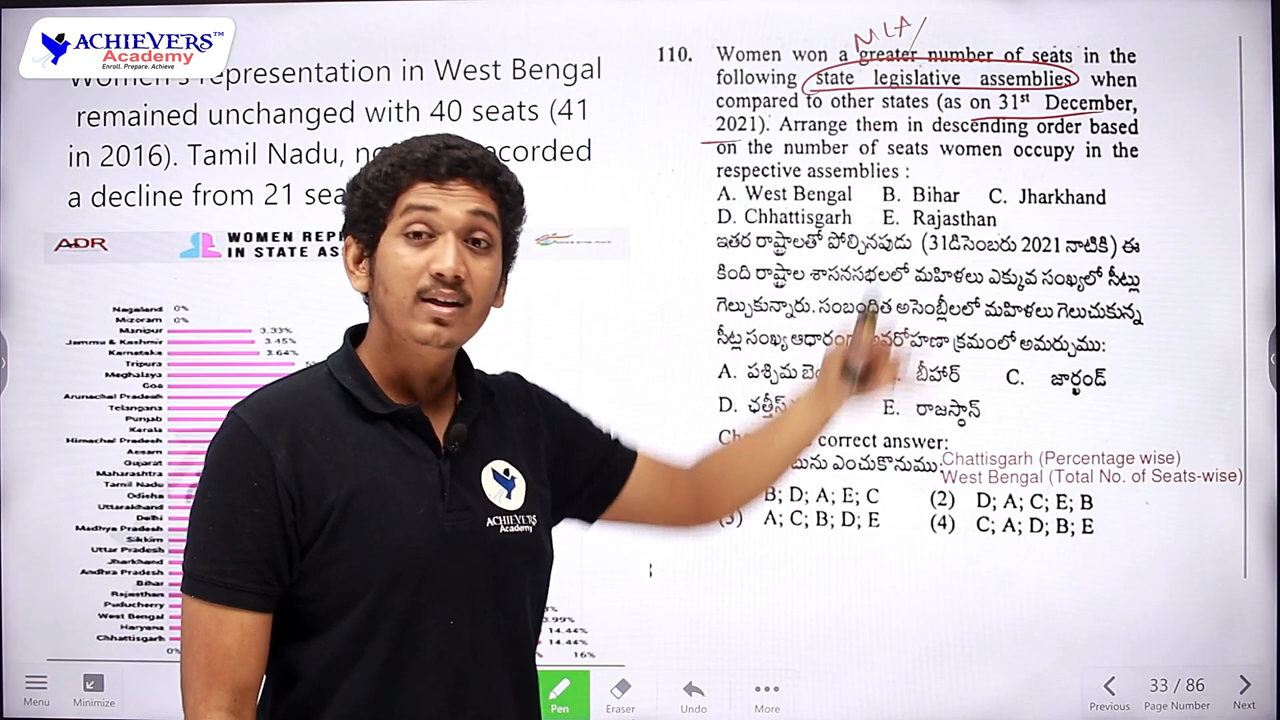 ACHIEVERS™
Academy
Enroll. Prepare. Achieve
Women's representation in West Bengal
remained unchanged with 40 seats (41
in 2016). Tamil Nadu,
a decline from 21
ADR
WOMEN
IN STATE
Nagaland 0%
Mizoram 0%
Manipur 3.33%
Jammu & Kashmir 3.45%
Karnataka 3.64%
Tripura
Meghalaya
Goa
Arunachal Pradesh
Telangana
Punjab
Kerala
Himachal Pradesh
Assam
Gujarat
Maharashtra
Tamil Nadu
Odisha
Uttarakhand
Delhi
Madhya Pradesh
Sikkim
Uttar Pradesh
Jharkhand
Andhra Pradesh
Bihar
Rajasthan
Puducherry
West Bengal
Haryana
Chhattisgarh
0%
14.44%
14.44%
16%
ACHIEVERS
Academy
MLA
110. Women won a greater number of seats in the
following state legislative assemblies when
compared to other states (as on 31st December,
2021). Arrange them in descending order based
on the number of seats women occupy in the
respective assemblies :
A. West Bengal B. Bihar C. Jharkhand
D. Chhattisgarh E. Rajasthan
ఇతర రాష్ట్రాలతో పోల్చినపుడు (31డిసెంబరు 2021 నాటికి) ఈ
కింది రాష్ట్రాల శాసనసభలలో మహిళలు ఎక్కువ సంఖ్యలో సీట్లు
గెల్చుకున్నారు. సంబంధిత అసెంబ్లీలలో మహిళలు గెలుచుకున్న
సీట్ల సంఖ్య క్రమంలో అమర్చుము:
A. పశ్చిమ బీహార్ C. జార్ఖండ్
D. E. రాజస్థాన్
correct answer:
ఎంచుకొనుము:
Chattisgarh (Percentage wise)
West Bengal (Total No. of Seats-wise)
B; D; A; E; C (2) D; A; C; E; B
A; C; B; D; E (4) C; A; D; B; E
Menu
Minimize
Pen
Eraser
Undo
More
Previous
33 / 86
Page Number
Next